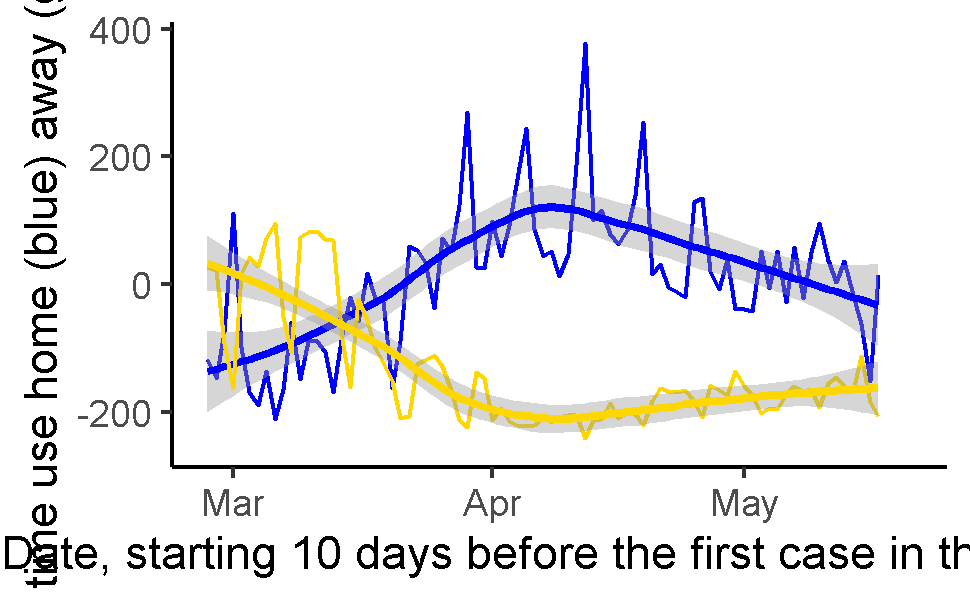 time use home (blue) away (
400
200
0
-200
Mar Apr May
Date, starting 10 days before the first case in th